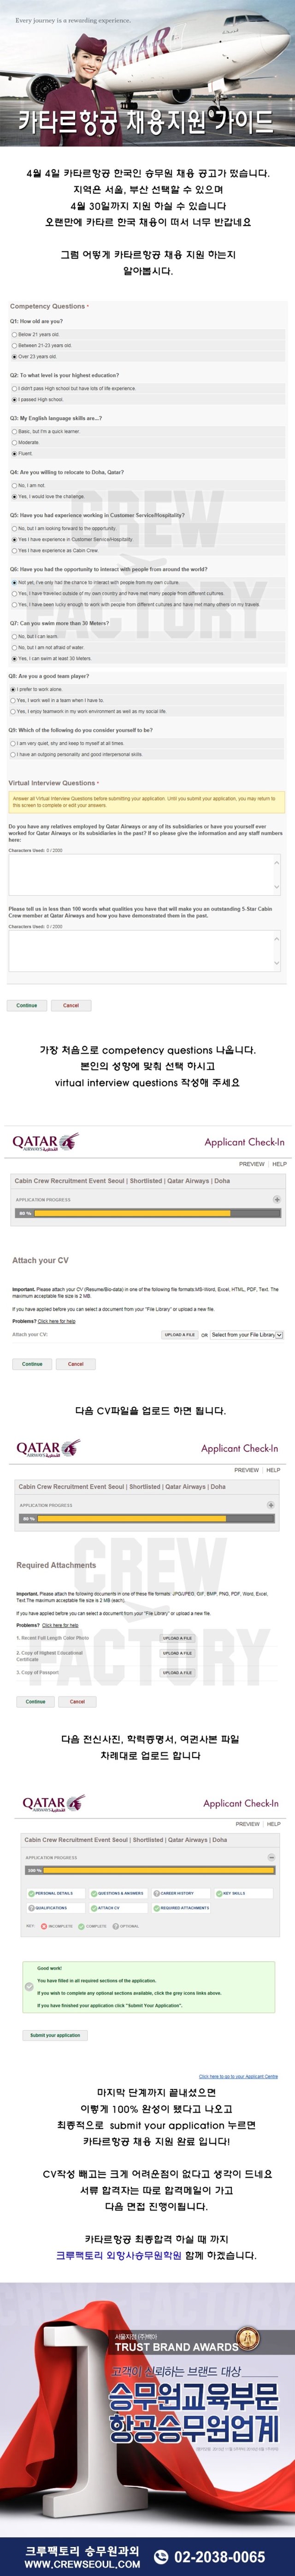 Every journey is a rewarding experience.
QATAR
카타르항공 채용지원 가이드
4월 4일 카타르항공 한국인 승무원 채용 공고가 떴습니다.
지역은 서울, 부산 선택할 수 있으며
4월 30일까지 지원 하실 수 있습니다
오랜만에 카타르 한국 채용이 떠서 너무 반갑네요
그럼 어떻게 카타르항공 채용 지원 하는지
알아봅시다.
Competency Questions *
Q1: How old are you?
Below 21 years old.
Between 21-23 years old.
Over 23 years old.
Q2: To what level is your highest education?
I didn't pass High school but have lots of life experience.
I passed High school.
Q3: My English language skills are...?
Basic, but I'm a quick learner.
Moderate.
Fluent.
Q4: Are you willing to relocate to Doha, Qatar?
No, I am not.
Yes, I would love the challenge.
Q5: Have you had experience working in Customer Service/Hospitality?
No, but I am looking forward to the opportunity.
Yes I have experience in Customer Service/Hospitality.
Yes I have experience as Cabin Crew.
Q6: Have you had the opportunity to interact with people from around the world?
Not yet, I've only had the chance to interact with people from my own culture.
Yes, I have travelled outside of my own country and have met many people from different cultures.
Yes, I have been lucky enough to work with people from different cultures and have met many others on my travels.
Q7: Can you swim more than 30 Meters?
No, but I can learn.
No, but I am not afraid of water.
Yes, I can swim at least 30 Meters.
CREW
FACTORY
Q8: Are you a good team player?
I prefer to work alone.
Yes, I work well in a team when I have to.
Yes, I enjoy teamwork in my work environment as well as my social life.
Q9: Which of the following do you consider yourself to be?
I am very quiet, shy and keep to myself at all times.
I have an outgoing personality and good interpersonal skills.
Virtual Interview Questions *
Answer all Virtual Interview Questions before submitting your application. Until you submit your application, you may return to
this screen to complete or edit your answers.
Do you have any relatives employed by Qatar Airways or any of its subsidiaries or have you yourself ever
worked for Qatar Airways or its subsidiaries in the past? If so please give the information and any staff numbers
here:
Characters Used: 0 / 2000
Please tell us in less than 100 words what qualities you have that will make you an outstanding 5-Star Cabin
Crew member at Qatar Airways and how you have demonstrated them in the past.
Characters Used: 0 / 2000
Continue Cancel
가장 처음으로 competency questions 나옵니다.
본인의 성향에 맞춰 선택 하시고
virtual interview questions 작성해 주세요
QATAR
AIRWAYS القطرية
Applicant Check-In
PREVIEW | HELP
Cabin Crew Recruitment Event Seoul | Shortlisted | Qatar Airways | Doha
APPLICATION PROGRESS
80 %
Attach your CV
Important. Please attach your CV (Resume/Bio-data) in one of the following file formats:MS-Word, Excel, HTML, PDF, Text. The
maximum acceptable file size is 2 MB.
If you have applied before you can select a document from your "File Library" or upload a new file.
Problems? Click here for help
Attach your CV: UPLOAD A FILE OR Select from your File Library
Continue Cancel
다음 CV파일을 업로드 하면 됩니다.
QATAR
AIRWAYS القطرية
Applicant Check-In
PREVIEW | HELP
Cabin Crew Recruitment Event Seoul | Shortlisted | Qatar Airways | Doha
APPLICATION PROGRESS
80 %
CREW
FACTORY
Required Attachments
Important. Please attach the following documents in one of these file formats: JPG/JPEG, GIF, BMP, PNG, PDF, Word, Excel,
Text.The maximum acceptable file size is 2 MB (each).
If you have applied before you can select a document from your "File Library" or upload a new file.
Problems? Click here for help
1. Recent Full Length Color Photo UPLOAD A FILE
2. Copy of Highest Educational
Certificate UPLOAD A FILE
3. Copy of Passport UPLOAD A FILE
Continue Cancel
다음 전신사진, 학력증명서, 여권사본 파일
차례대로 업로드 합니다
QATAR
AIRWAYS القطرية
Applicant Check-In
PREVIEW | HELP
Cabin Crew Recruitment Event Seoul | Shortlisted | Qatar Airways | Doha
APPLICATION PROGRESS
100 %
PERSONAL DETAILS QUESTIONS & ANSWERS CAREER HISTORY KEY SKILLS
QUALIFICATIONS ATTACH CV REQUIRED ATTACHMENTS
KEY: INCOMPLETE COMPLETE OPTIONAL
Good work!
You have filled in all required sections of the application.
If you wish to complete any optional sections available, click the grey icons links above.
If you have finished your application click "Submit Your Application".
Submit your application
Click here to go to your Applicant Centre
마지막 단계까지 끝내셨으면
이렇게 100% 완성이 됐다고 나오고
최종적으로 submit your application 누르면
카타르항공 채용 지원 완료 입니다!
CV작성 빼고는 크게 어려운점이 없다고 생각이 드네요
서류 합격자는 따로 합격메일이 가고
다음 면접 진행이됩니다.
카타르항공 최종합격 하실 때 까지
크루팩토리 외항사승무원학원 함께 하겠습니다.
TRUST BRAND AWARDS
고객이 신뢰하는 브랜드 대상
승무원교육부문
항공승무원업계
크루팩토리 승무원과외
WWW.CREWSEOUL.COM
02-2038-0065